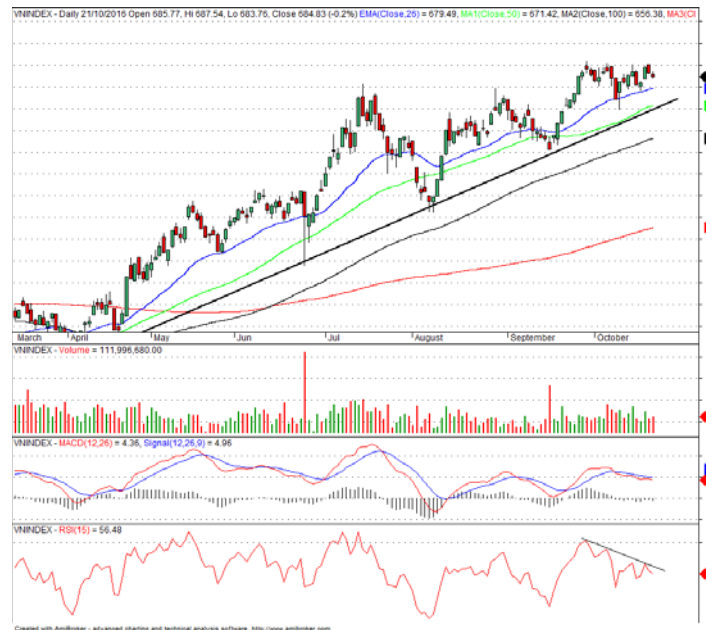 VNINDEX - Daily 21/10/2016 Open 685.77, Hi 687.54, Lo 683.76, Close 684.83 (-0.2%) EMA(Close,26) = 679.49, MA1(Close,50) = 671.42, MA2(Close,100) = 656.38, MA3(Cl
March April May Jun Jul August September October
VNINDEX - Volume = 111,996,680.00
VNINDEX - MACD(12,26) = 4.36, Signal(12,26,9) = 4.96
VNINDEX - RSI(15) = 56.48
Created with AmiBroker - advanced charting and technical analysis software. http://www.amibroker.com